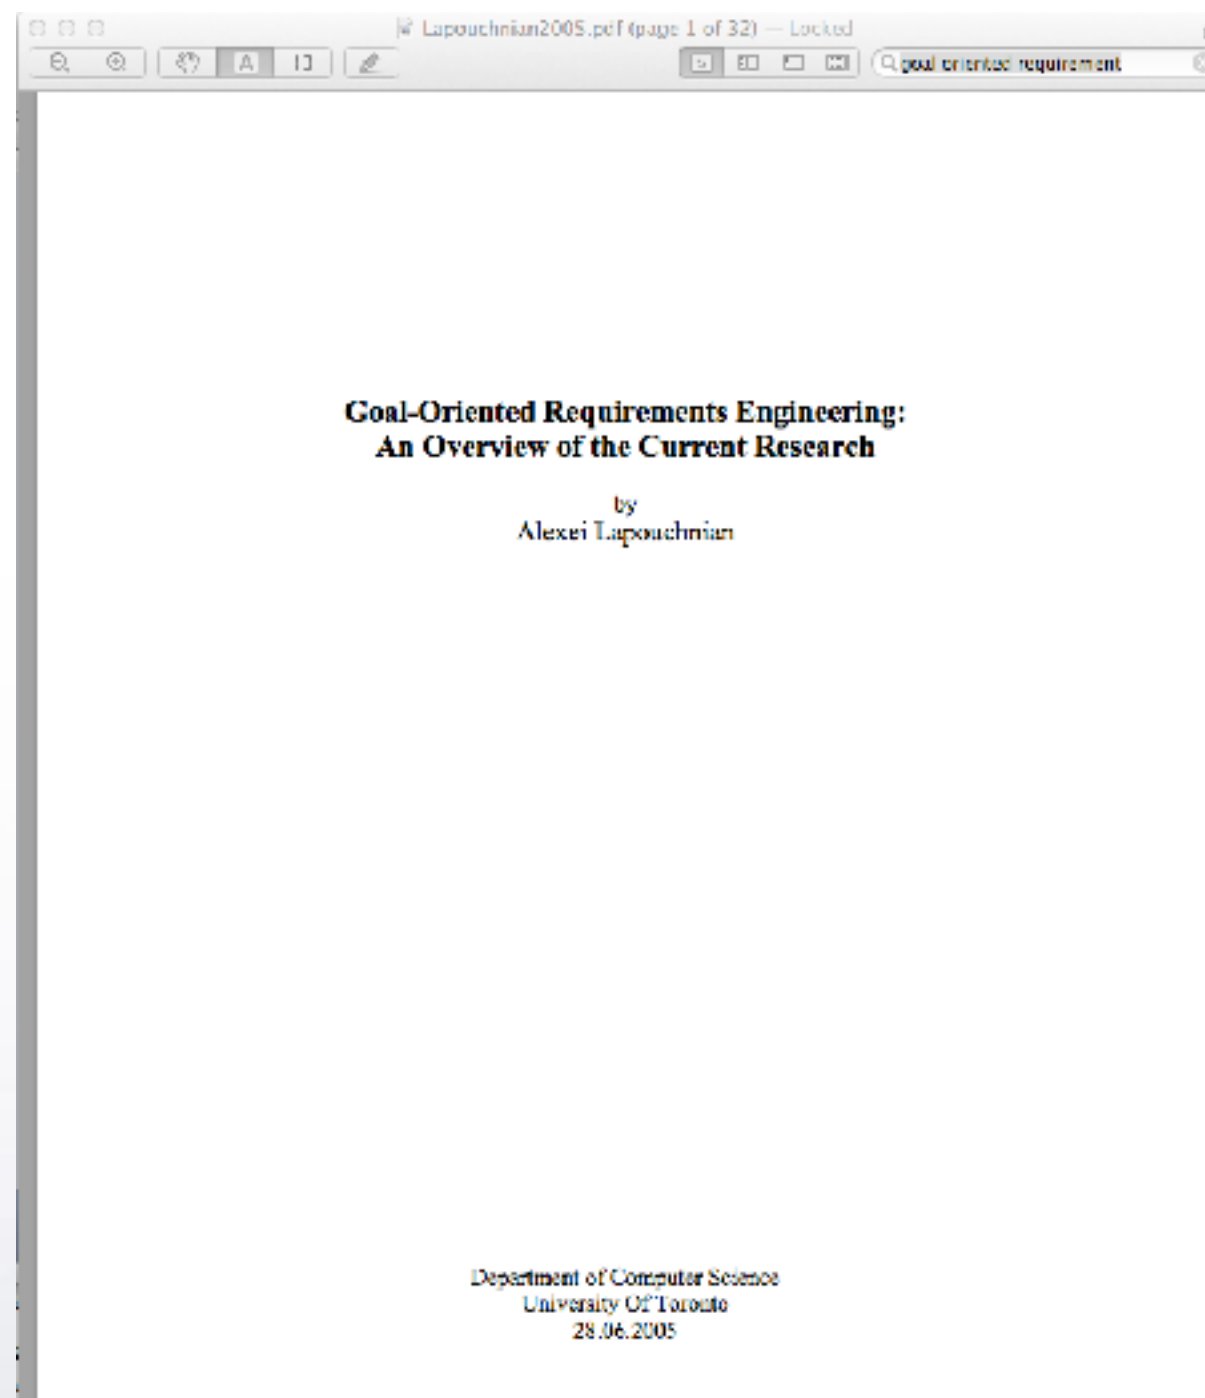 Lapouchnian2005.pdf (page 1 of 32) — Locked
A
goal oriented requirement
Goal-Oriented Requirements Engineering:
An Overview of the Current Research
by
Alexei Lapouchnian
Department of Computer Science
University Of Toronto
28.06.2005